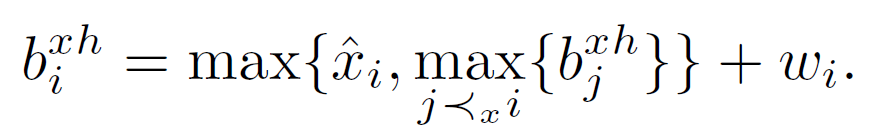 b_i^{xh} = max{x̂_i, max_{j≺_x i}{b_j^{xh}}} + w_i.